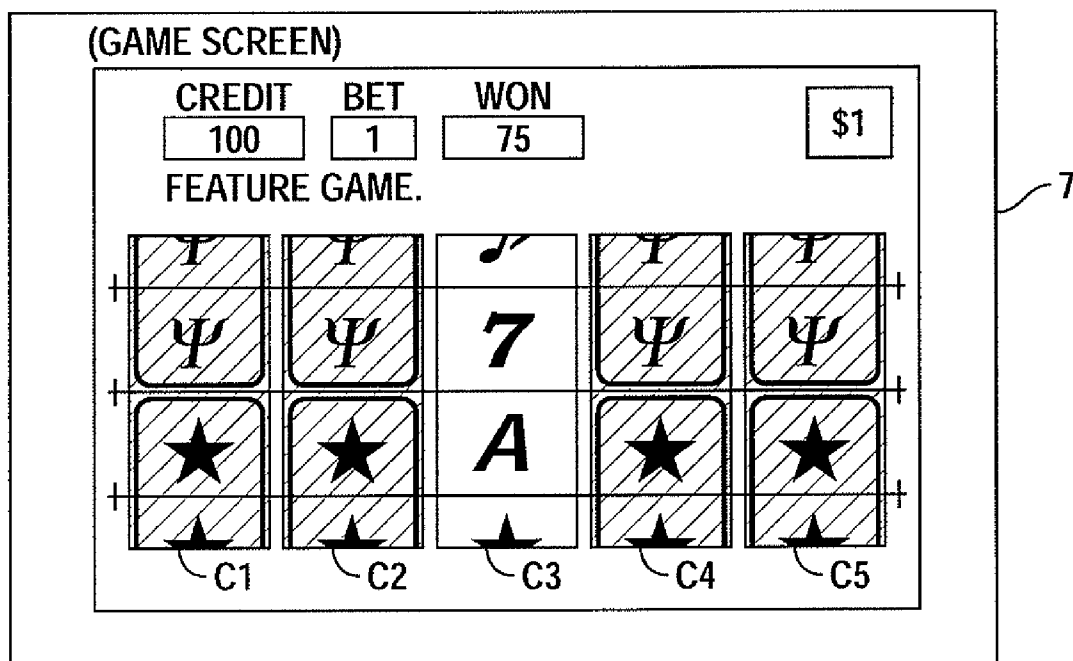 (GAME SCREEN)
CREDIT BET WON
100 1 75 $1
FEATURE GAME.
7
Ψ Ψ Ψ Ψ
Ψ Ψ 7 Ψ Ψ
A
C1 C2 C3 C4 C5